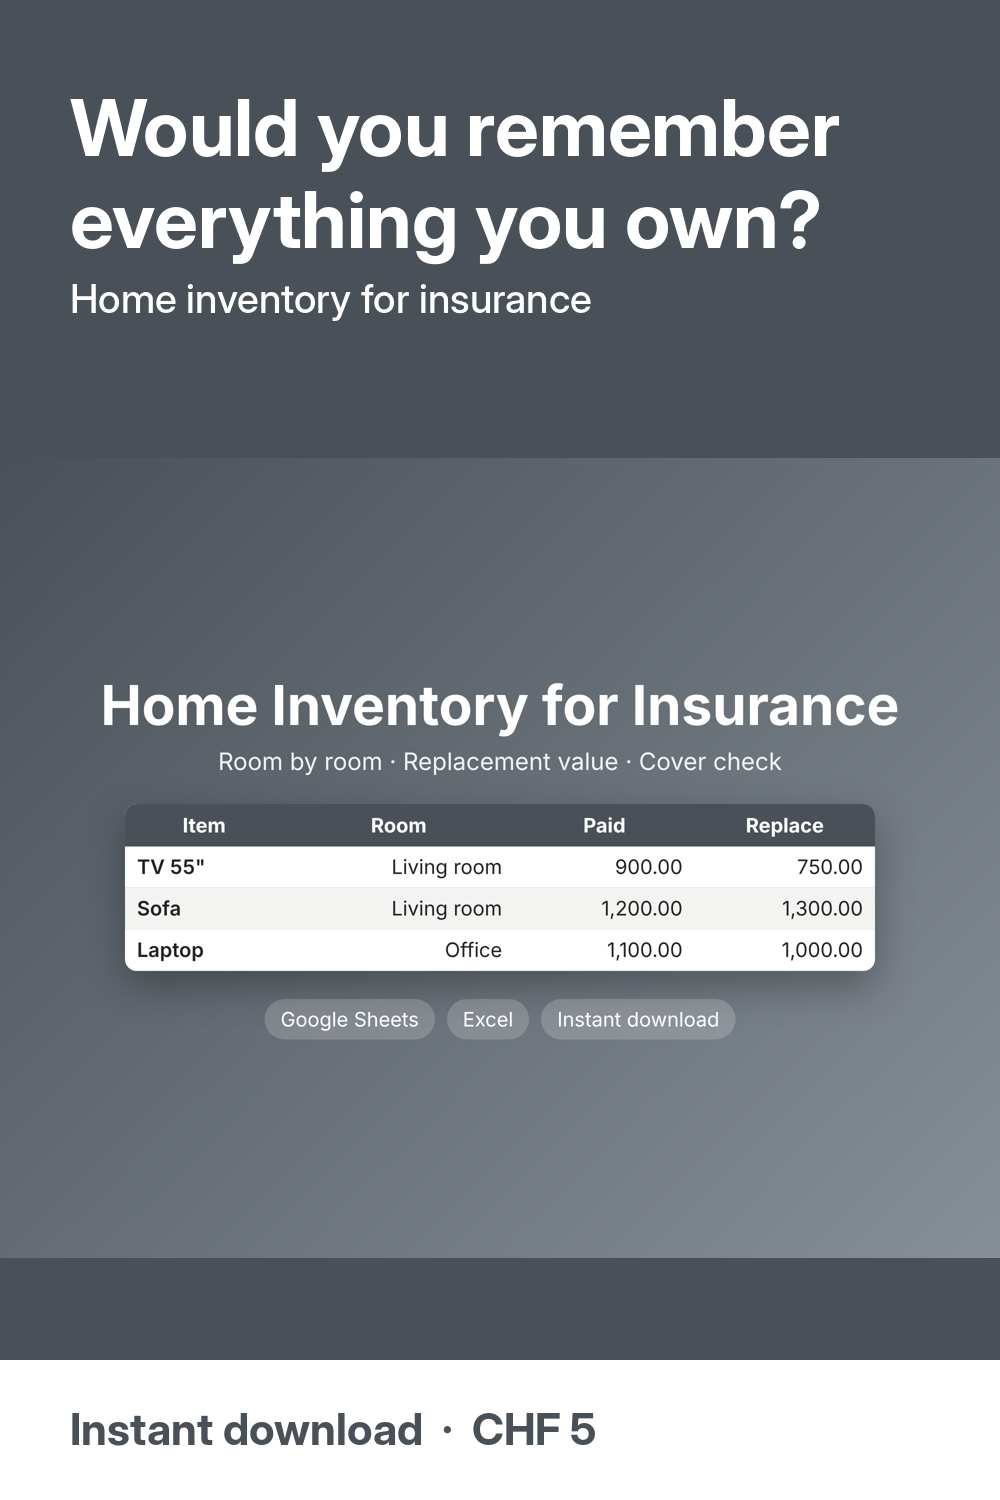 Would you remember
everything you own?
Home inventory for insurance
Home Inventory for Insurance
Room by room · Replacement value · Cover check
Item Room Paid Replace
TV 55" Living room 900.00 750.00
Sofa Living room 1,200.00 1,300.00
Laptop Office 1,100.00 1,000.00
Google Sheets Excel Instant download
Instant download · CHF 5